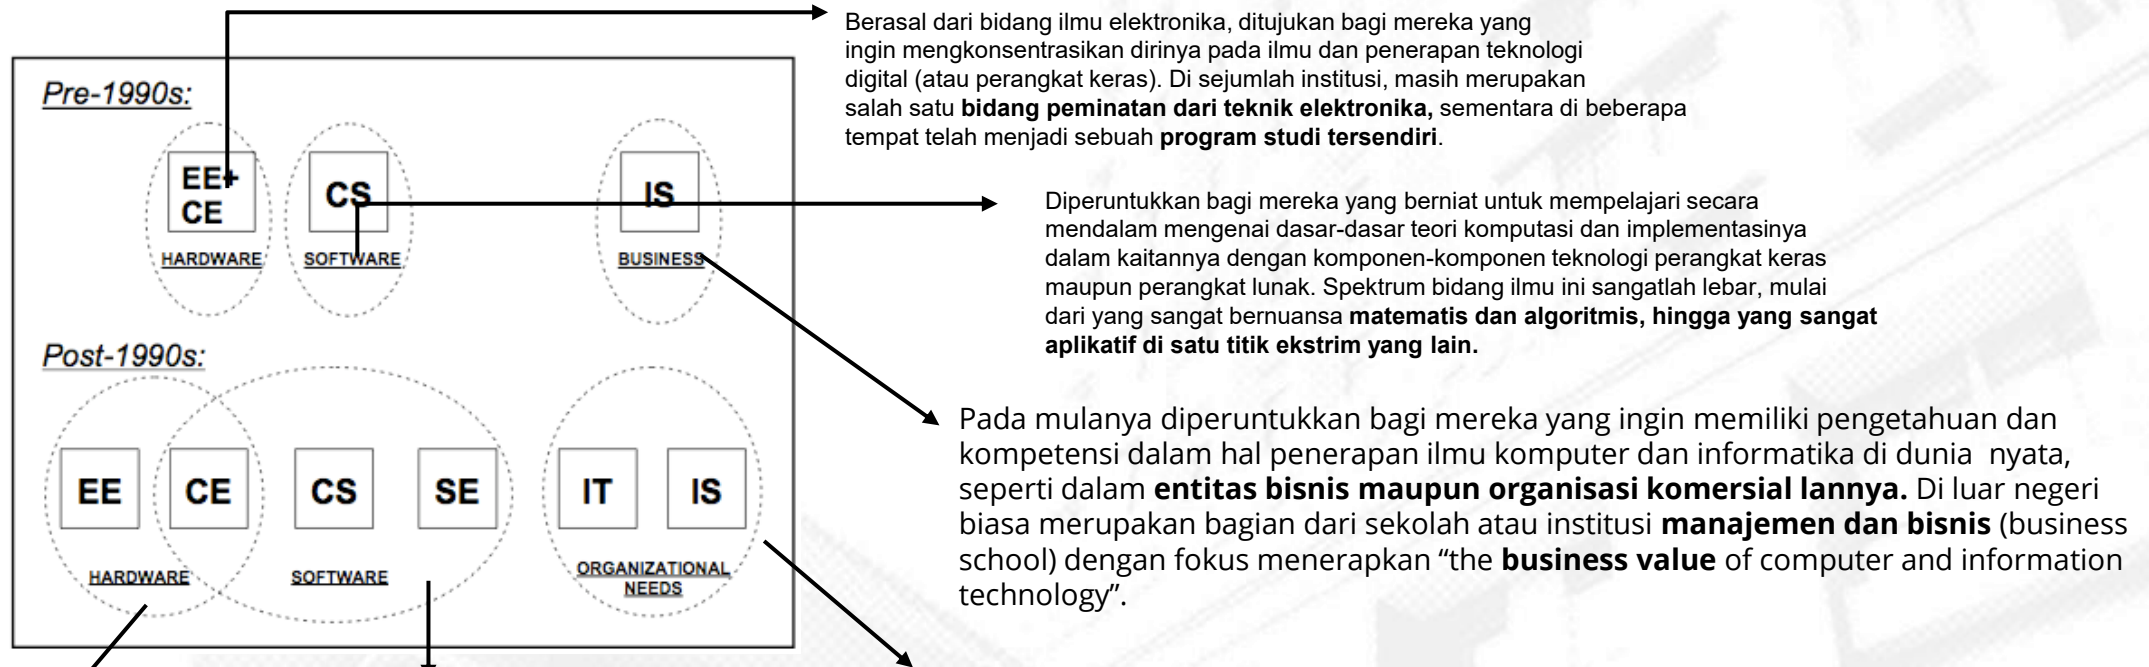 Berasal dari bidang ilmu elektronika, ditujukan bagi mereka yang
ingin mengkonsentrasikan dirinya pada ilmu dan penerapan teknologi
digital (atau perangkat keras). Di sejumlah institusi, masih merupakan
salah satu bidang peminatan dari teknik elektronika, sementara di beberapa
tempat telah menjadi sebuah program studi tersendiri.
Pre-1990s:
EE+
CE
HARDWARE
CS
SOFTWARE
IS
BUSINESS
Diperuntukkan bagi mereka yang berniat untuk mempelajari secara
mendalam mengenai dasar-dasar teori komputasi dan implementasinya
dalam kaitannya dengan komponen-komponen teknologi perangkat keras
maupun perangkat lunak. Spektrum bidang ilmu ini sangatlah lebar, mulai
dari yang sangat bernuansa matematis dan algoritmis, hingga yang sangat
aplikatif di satu titik ekstrim yang lain.
Post-1990s:
EE
CE
CS
SE
IT
IS
HARDWARE
SOFTWARE
ORGANIZATIONAL
NEEDS
Pada mulanya diperuntukkan bagi mereka yang ingin memiliki pengetahuan dan
kompetensi dalam hal penerapan ilmu komputer dan informatika di dunia  nyata,
seperti dalam entitas bisnis maupun organisasi komersial lannya. Di luar negeri
biasa merupakan bagian dari sekolah atau institusi manajemen dan bisnis (business
school) dengan fokus menerapkan “the business value of computer and information
technology”.